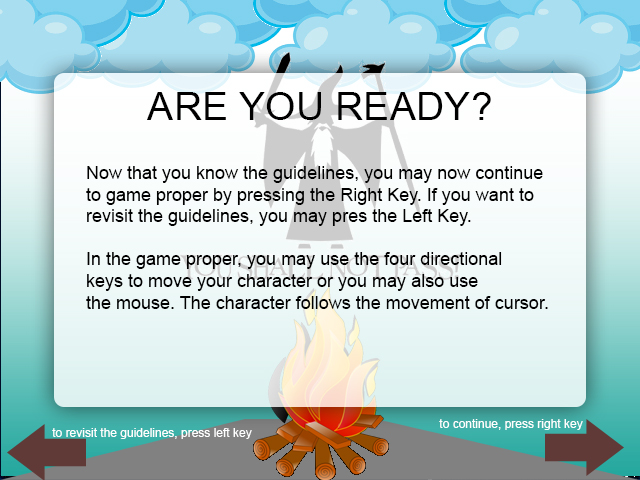 ARE YOU READY?
Now that you know the guidelines, you may now continue
to game proper by pressing the Right Key. If you want to
revisit the guidelines, you may pres the Left Key.
YOU SHALL NOT PASS!
In the game proper, you may use the four directional
keys to move your character or you may also use
the mouse. The character follows the movement of cursor.
to revisit the guidelines, press left key
to continue, press right key